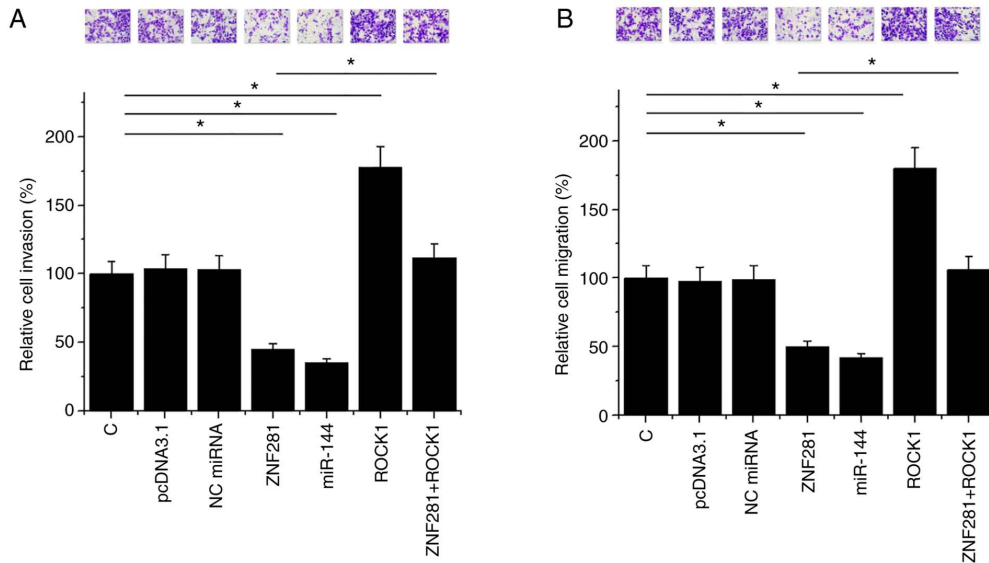 A
*
*
*
*
Relative cell invasion (%)
200
150
100
50
0
C
pcDNA3.1
NC miRNA
ZNF281
miR-144
ROCK1
ZNF281+ROCK1
B
*
*
*
*
Relative cell migration (%)
200
150
100
50
0
C
pcDNA3.1
NC miRNA
ZNF281
miR-144
ROCK1
ZNF281+ROCK1